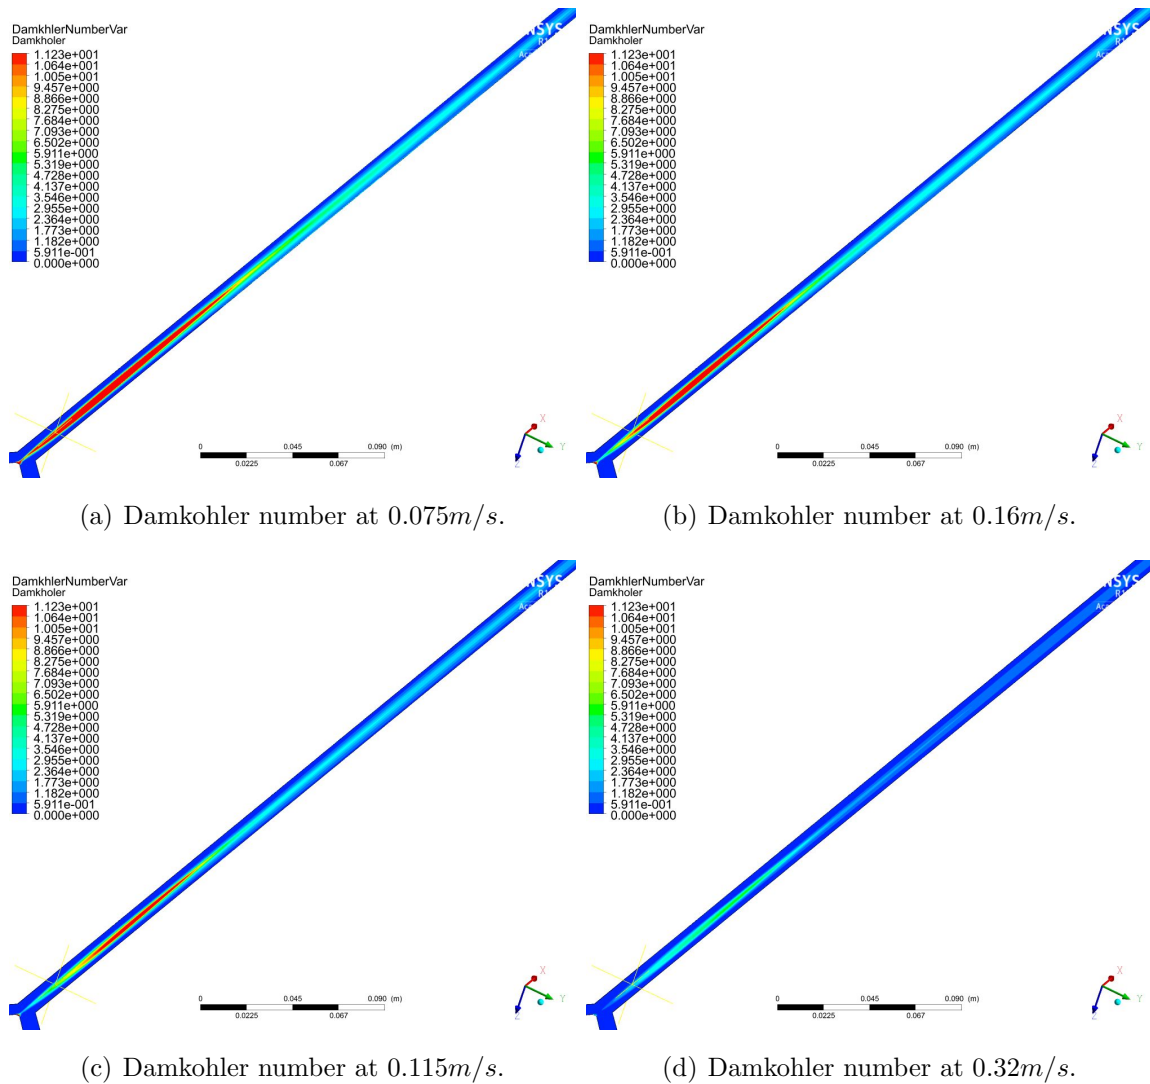 DamkhlerNumberVar
Damkholer
1.123e+001
1.064e+001
1.005e+001
9.457e+000
8.866e+000
8.275e+000
7.684e+000
7.093e+000
6.502e+000
5.911e+000
5.319e+000
4.728e+000
4.137e+000
3.546e+000
2.955e+000
2.364e+000
1.773e+000
1.182e+000
5.911e-001
0.000e+000
NSYS
R1
Ac
0 0.045 0.090 (m)
0.0225 0.067
X
Y
Z
(a) Damkohler number at 0.075m/s.
DamkhlerNumberVar
Damkholer
1.123e+001
1.064e+001
1.005e+001
9.457e+000
8.866e+000
8.275e+000
7.684e+000
7.093e+000
6.502e+000
5.911e+000
5.319e+000
4.728e+000
4.137e+000
3.546e+000
2.955e+000
2.364e+000
1.773e+000
1.182e+000
5.911e-001
0.000e+000
NSYS
R1
Ac
0 0.045 0.090 (m)
0.0225 0.067
X
Y
Z
(b) Damkohler number at 0.16m/s.
DamkhlerNumberVar
Damkholer
1.123e+001
1.064e+001
1.005e+001
9.457e+000
8.866e+000
8.275e+000
7.684e+000
7.093e+000
6.502e+000
5.911e+000
5.319e+000
4.728e+000
4.137e+000
3.546e+000
2.955e+000
2.364e+000
1.773e+000
1.182e+000
5.911e-001
0.000e+000
NSYS
R1
Ac
0 0.045 0.090 (m)
0.0225 0.067
X
Y
Z
(c) Damkohler number at 0.115m/s.
DamkhlerNumberVar
Damkholer
1.123e+001
1.064e+001
1.005e+001
9.457e+000
8.866e+000
8.275e+000
7.684e+000
7.093e+000
6.502e+000
5.911e+000
5.319e+000
4.728e+000
4.137e+000
3.546e+000
2.955e+000
2.364e+000
1.773e+000
1.182e+000
5.911e-001
0.000e+000
NSYS
R1
Ac
0 0.045 0.090 (m)
0.0225 0.067
X
Y
Z
(d) Damkohler number at 0.32m/s.